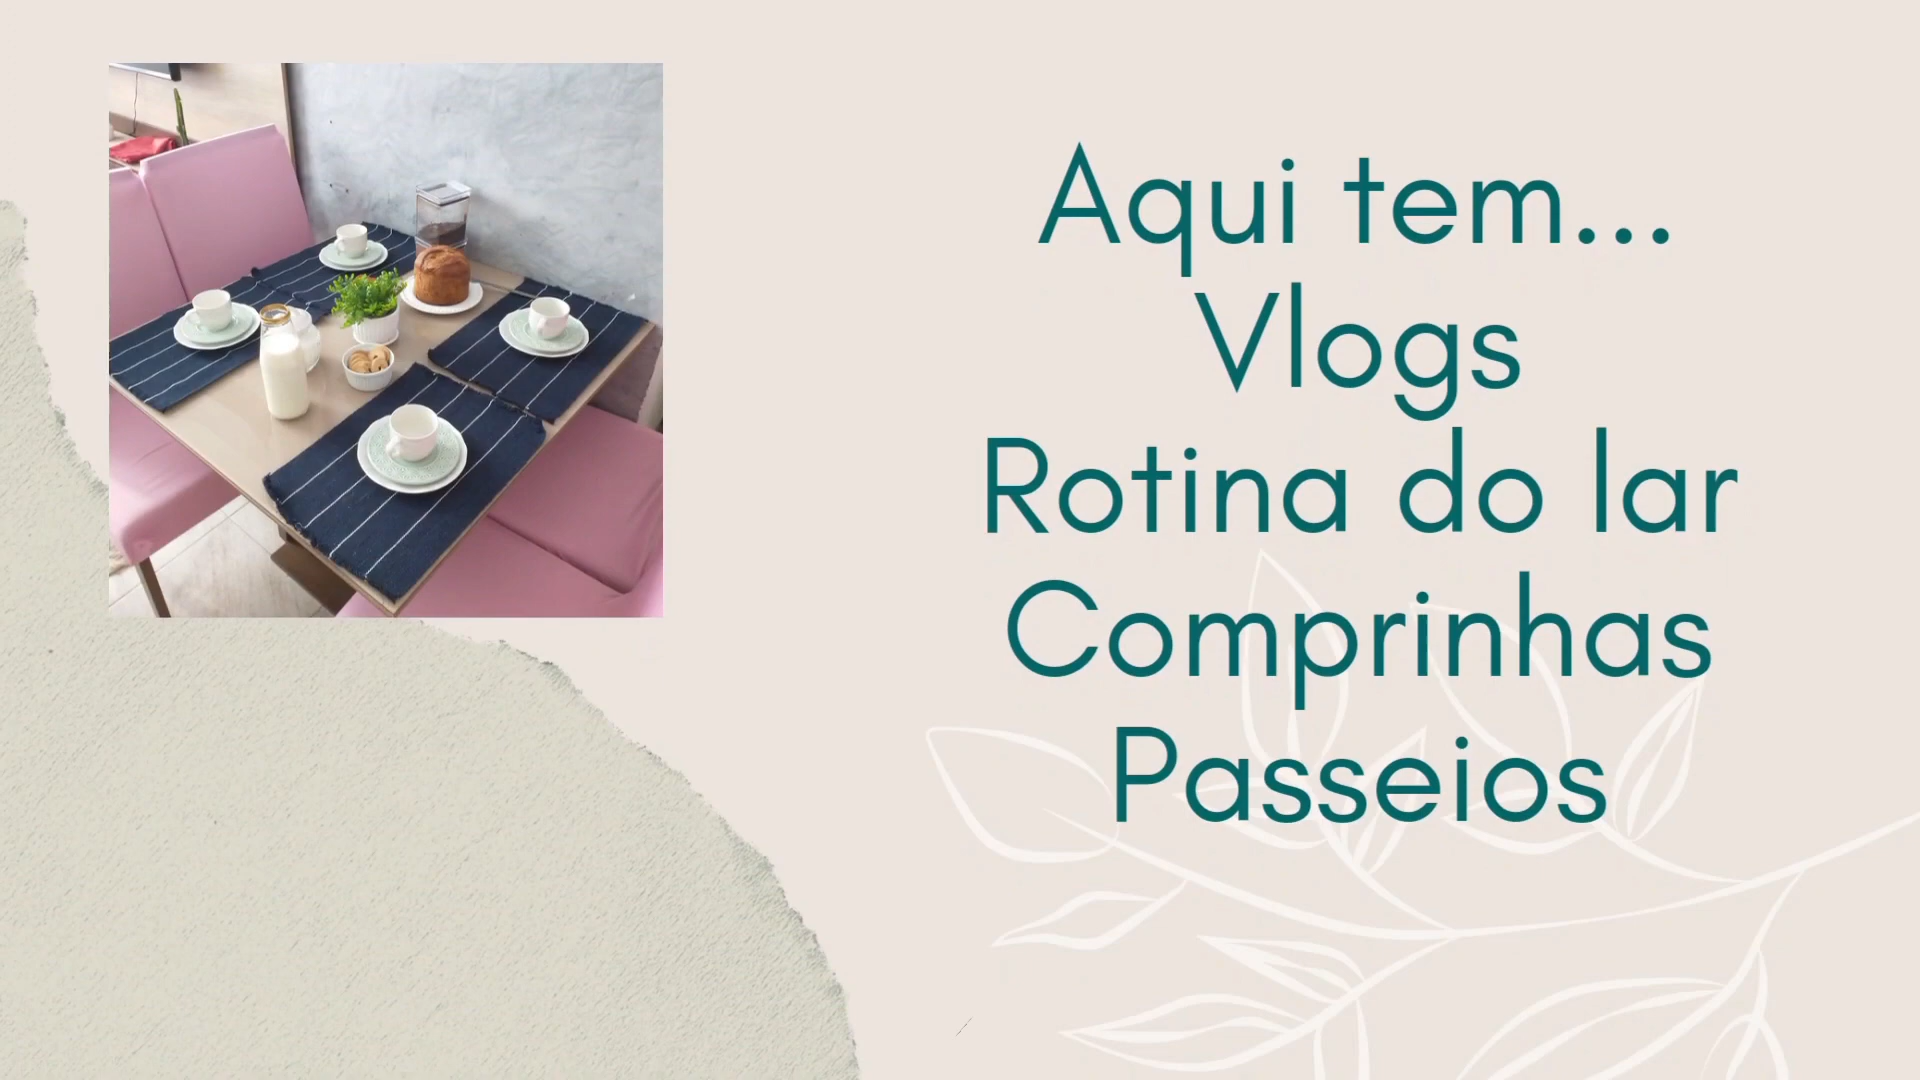 Aqui tem...
Vlogs
Rotina do lar
Comprinhas
Passeios